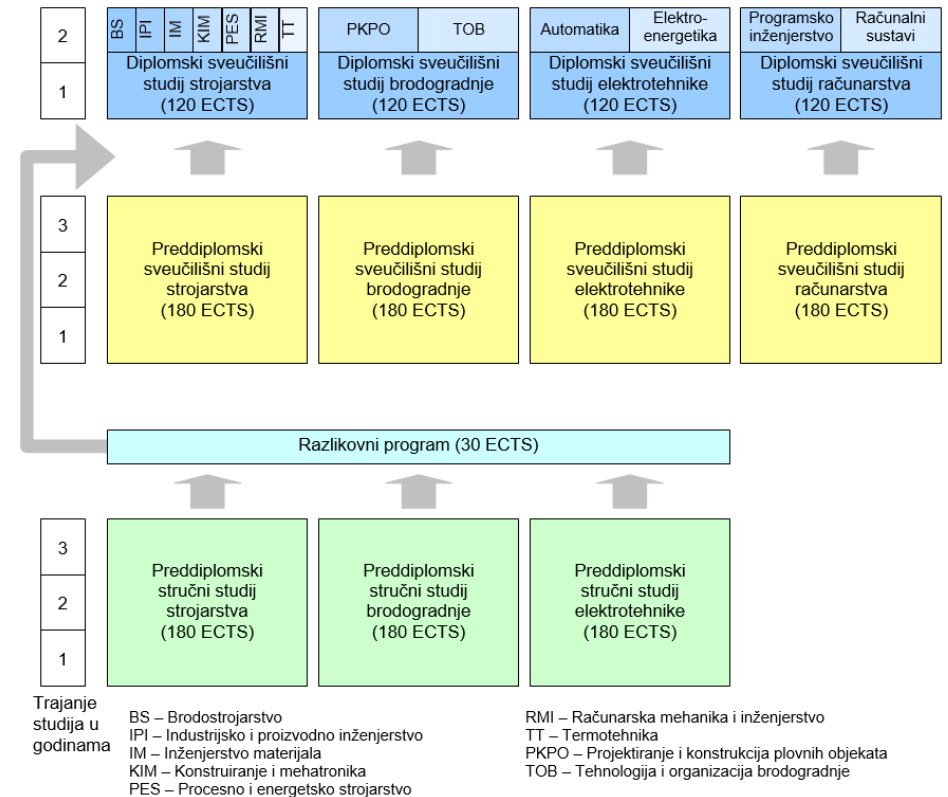 2
1
BS
IPI
IM
KIM
PES
RMI
TT
Diplomski sveučilišni
studij strojarstva
(120 ECTS)
PKPO
TOB
Diplomski sveučilišni
studij brodogradnje
(120 ECTS)
Automatika
Elektro-
energetika
Diplomski sveučilišni
studij elektrotehnike
(120 ECTS)
Programsko
inženjerstvo
Računalni
sustavi
Diplomski sveučilišni
studij računarstva
(120 ECTS)
3
2
1
Preddiplomski
sveučilišni studij
strojarstva
(180 ECTS)
Preddiplomski
sveučilišni studij
brodogradnje
(180 ECTS)
Preddiplomski
sveučilišni studij
elektrotehnike
(180 ECTS)
Preddiplomski
sveučilišni studij
računarstva
(180 ECTS)
Razlikovni program (30 ECTS)
3
2
1
Preddiplomski
stručni studij
strojarstva
(180 ECTS)
Preddiplomski
stručni studij
brodogradnje
(180 ECTS)
Preddiplomski
stručni studij
elektrotehnike
(180 ECTS)
Trajanje
studija u
godinama
BS – Brodostrojarstvo
IPI – Industrijsko i proizvodno inženjerstvo
IM – Inženjerstvo materijala
KIM – Konstruiranje i mehatronika
PES – Procesno i energetsko strojarstvo
RMI – Računarska mehanika i inženjerstvo
TT – Termotehnika
PKPO – Projektiranje i konstrukcija plovnih objekata
TOB – Tehnologija i organizacija brodogradnje